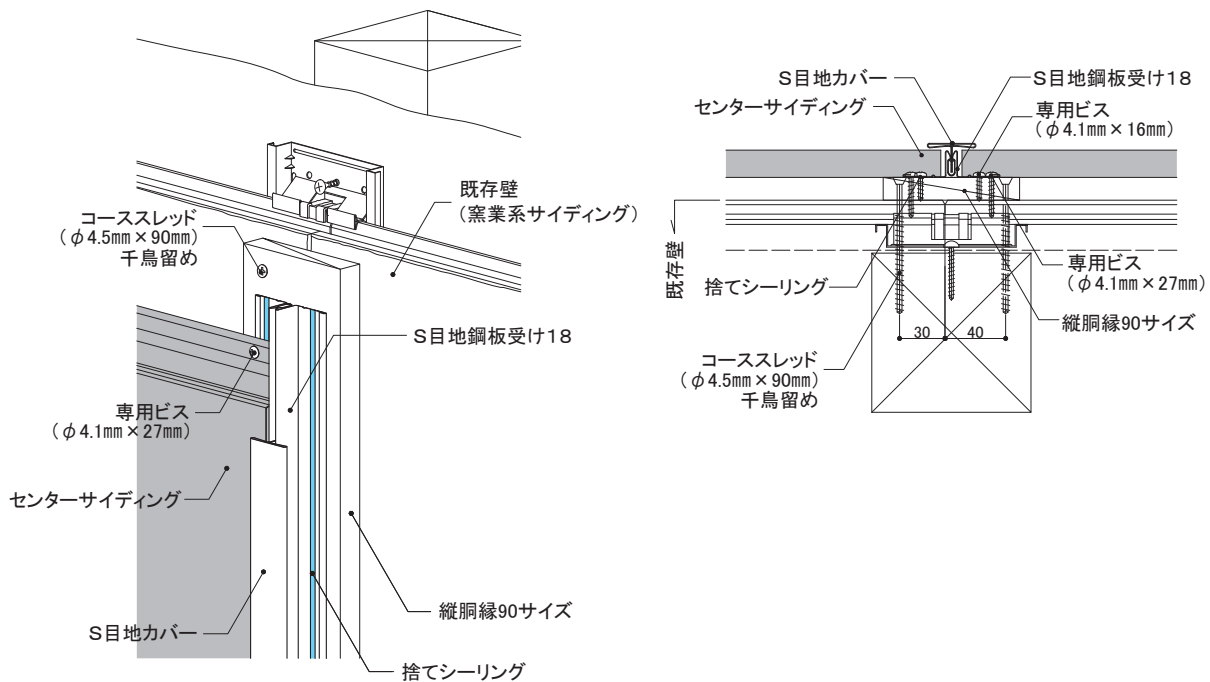 コーススレッド
（φ4.5mm×90mm）
千鳥留め
既存壁
（窯業系サイディング）
S目地鋼板受け18
専用ビス
（φ4.1mm×27mm）
センターサイディング
S目地カバー
縦胴縁90サイズ
捨てシーリング
S目地カバー
センターサイディング
S目地鋼板受け18
専用ビス
（φ4.1mm×16mm）
既存壁
捨てシーリング
専用ビス
（φ4.1mm×27mm）
縦胴縁90サイズ
30
40
コーススレッド
（φ4.5mm×90mm）
千鳥留め